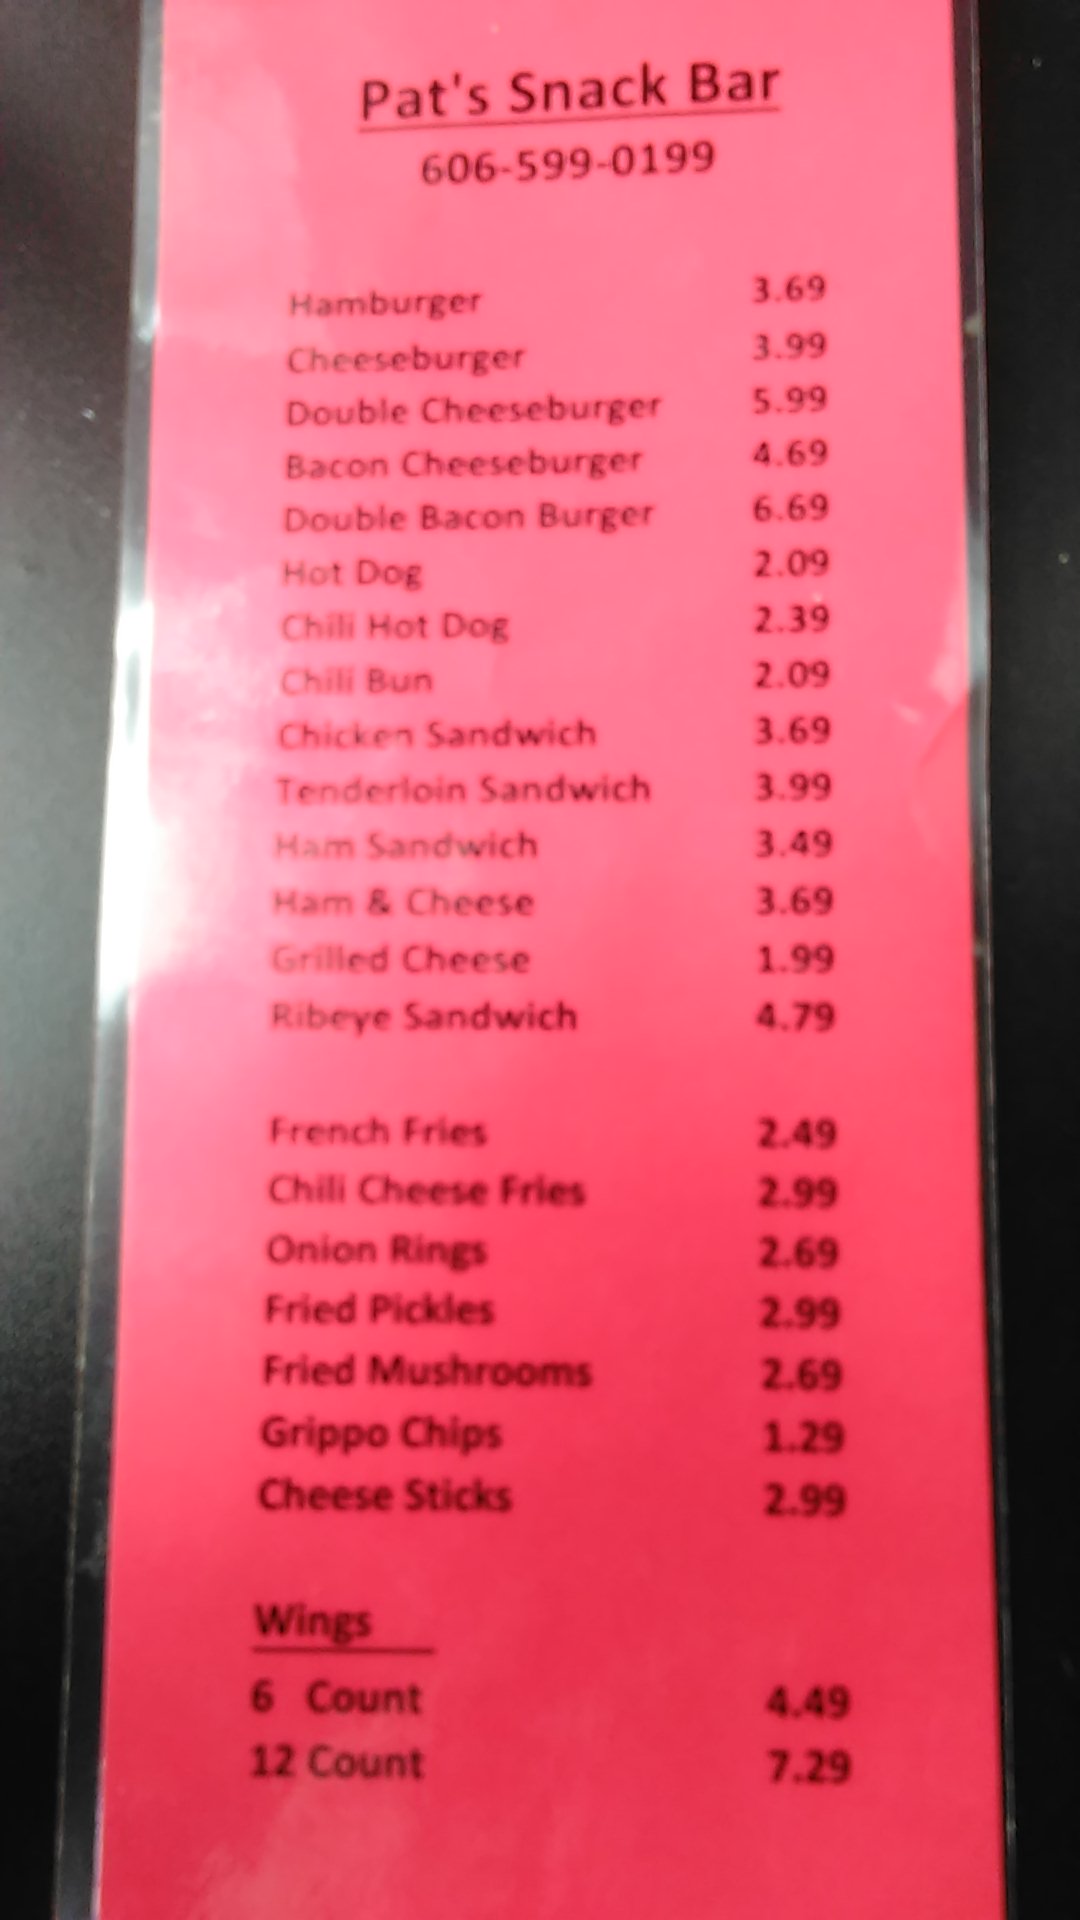 Pat's Snack Bar
606-599-0199
Hamburger 3.69
Cheeseburger 3.99
Double Cheeseburger 5.99
Bacon Cheeseburger 4.69
Double Bacon Burger 6.69
Hot Dog 2.09
Chili Hot Dog 2.39
Chili Bun 2.09
Chicken Sandwich 3.69
Tenderloin Sandwich 3.99
Ham Sandwich 3.49
Ham & Cheese 3.69
Grilled Cheese 1.99
Ribeye Sandwich 4.79
French Fries 2.49
Chili Cheese Fries 2.99
Onion Rings 2.69
Fried Pickles 2.99
Fried Mushrooms 2.69
Grippo Chips 1.29
Cheese Sticks 2.99
Wings
6 Count 4.49
12 Count 7.29